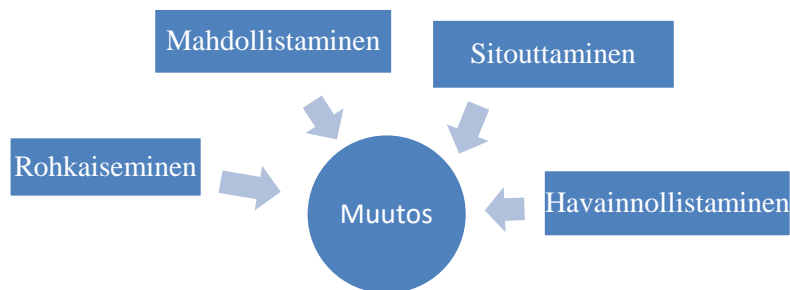 Mahdollistaminen
Sitouttaminen
Rohkaiseminen
Muutos
Havainnollistaminen